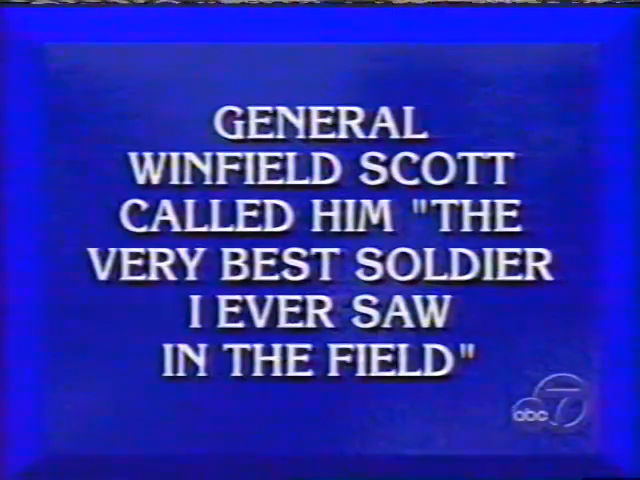 GENERAL
WINFIELD SCOTT
CALLED HIM "THE
VERY BEST SOLDIER
I EVER SAW
IN THE FIELD"
abc 7